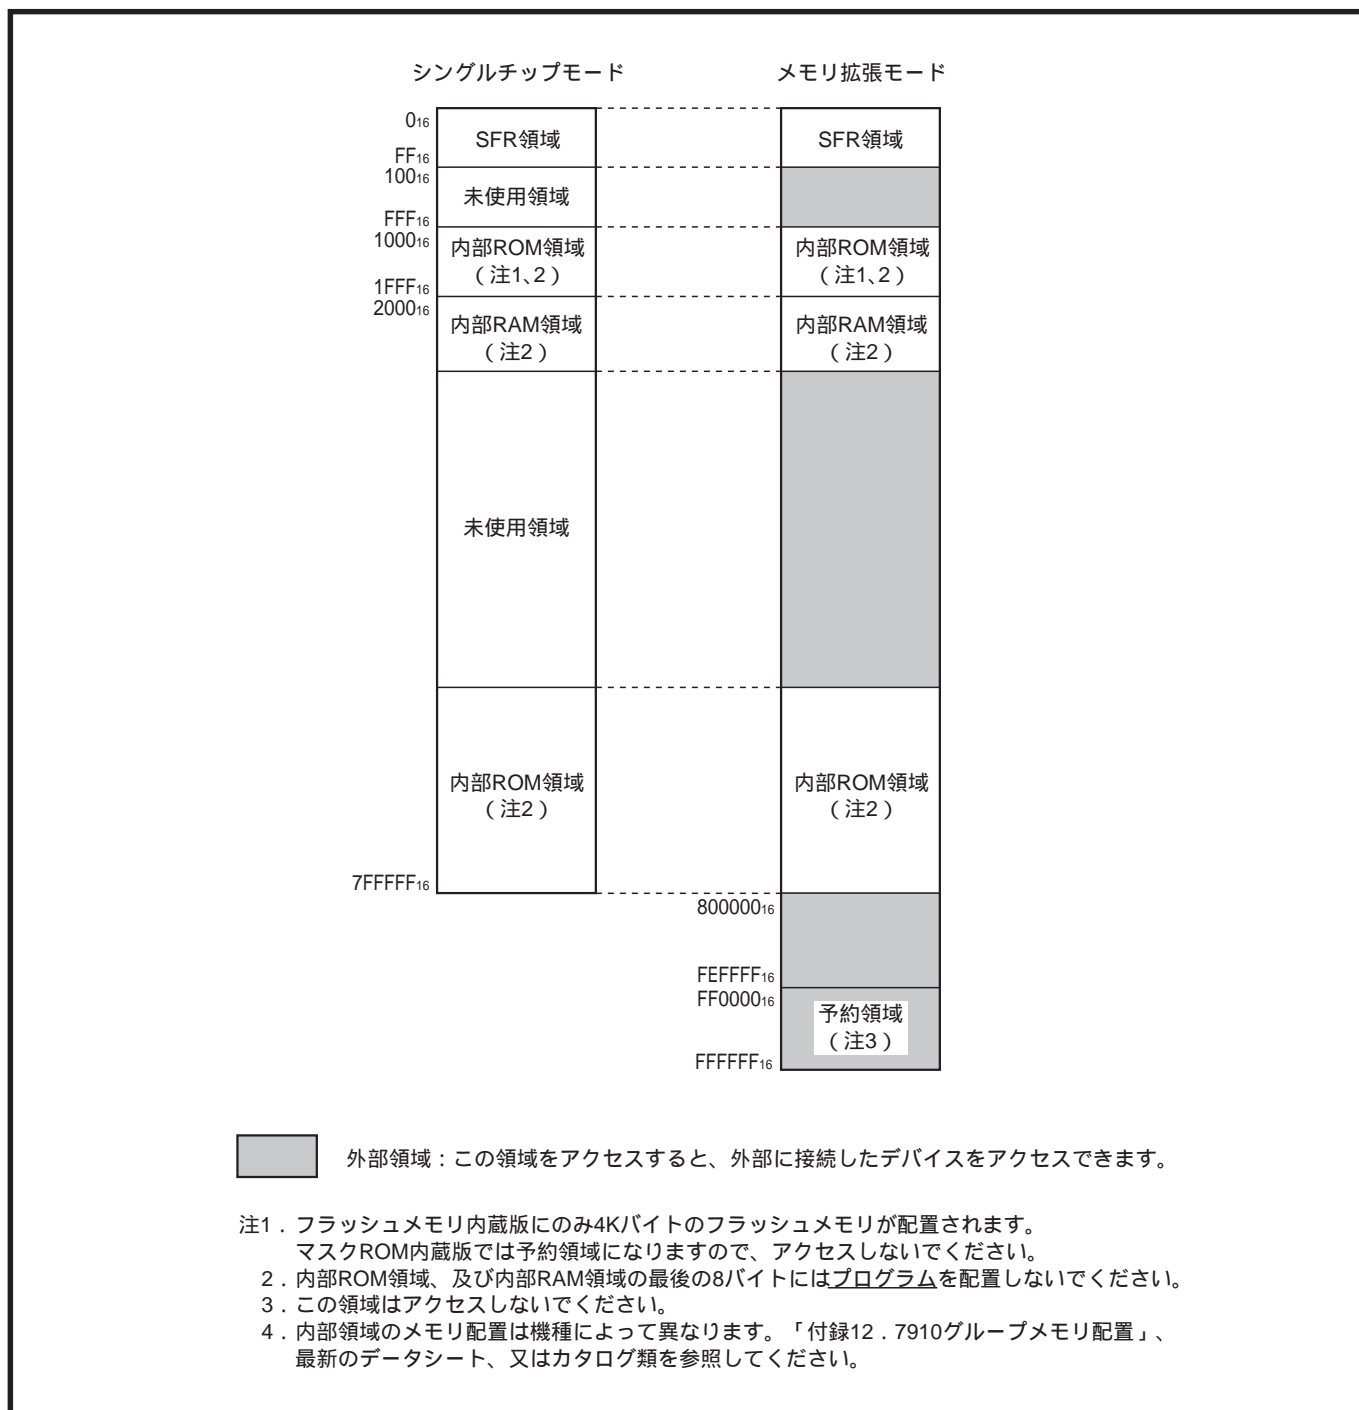 シングルチップモード メモリ拡張モード
0₁₆
SFR領域 SFR領域
FF₁₆
100₁₆
未使用領域
FFF₁₆
1000₁₆
内部ROM領域 内部ROM領域
（注1、2） （注1、2）
1FFF₁₆
2000₁₆
内部RAM領域 内部RAM領域
（注2） （注2）
未使用領域
内部ROM領域 内部ROM領域
（注2） （注2）
7FFFFF₁₆
800000₁₆
FEFFFF₁₆
FF0000₁₆
予約領域
（注3）
FFFFFF₁₆
外部領域：この領域をアクセスすると、外部に接続したデバイスをアクセスできます。
注1．フラッシュメモリ内蔵版にのみ4Kバイトのフラッシュメモリが配置されます。
マスクROM内蔵版では予約領域になりますので、アクセスしないでください。
2．内部ROM領域、及び内部RAM領域の最後の8バイトにはプログラムを配置しないでください。
3．この領域はアクセスしないでください。
4．内部領域のメモリ配置は機種によって異なります。「付録12．7910グループメモリ配置」、
最新のデータシート、又はカタログ類を参照してください。